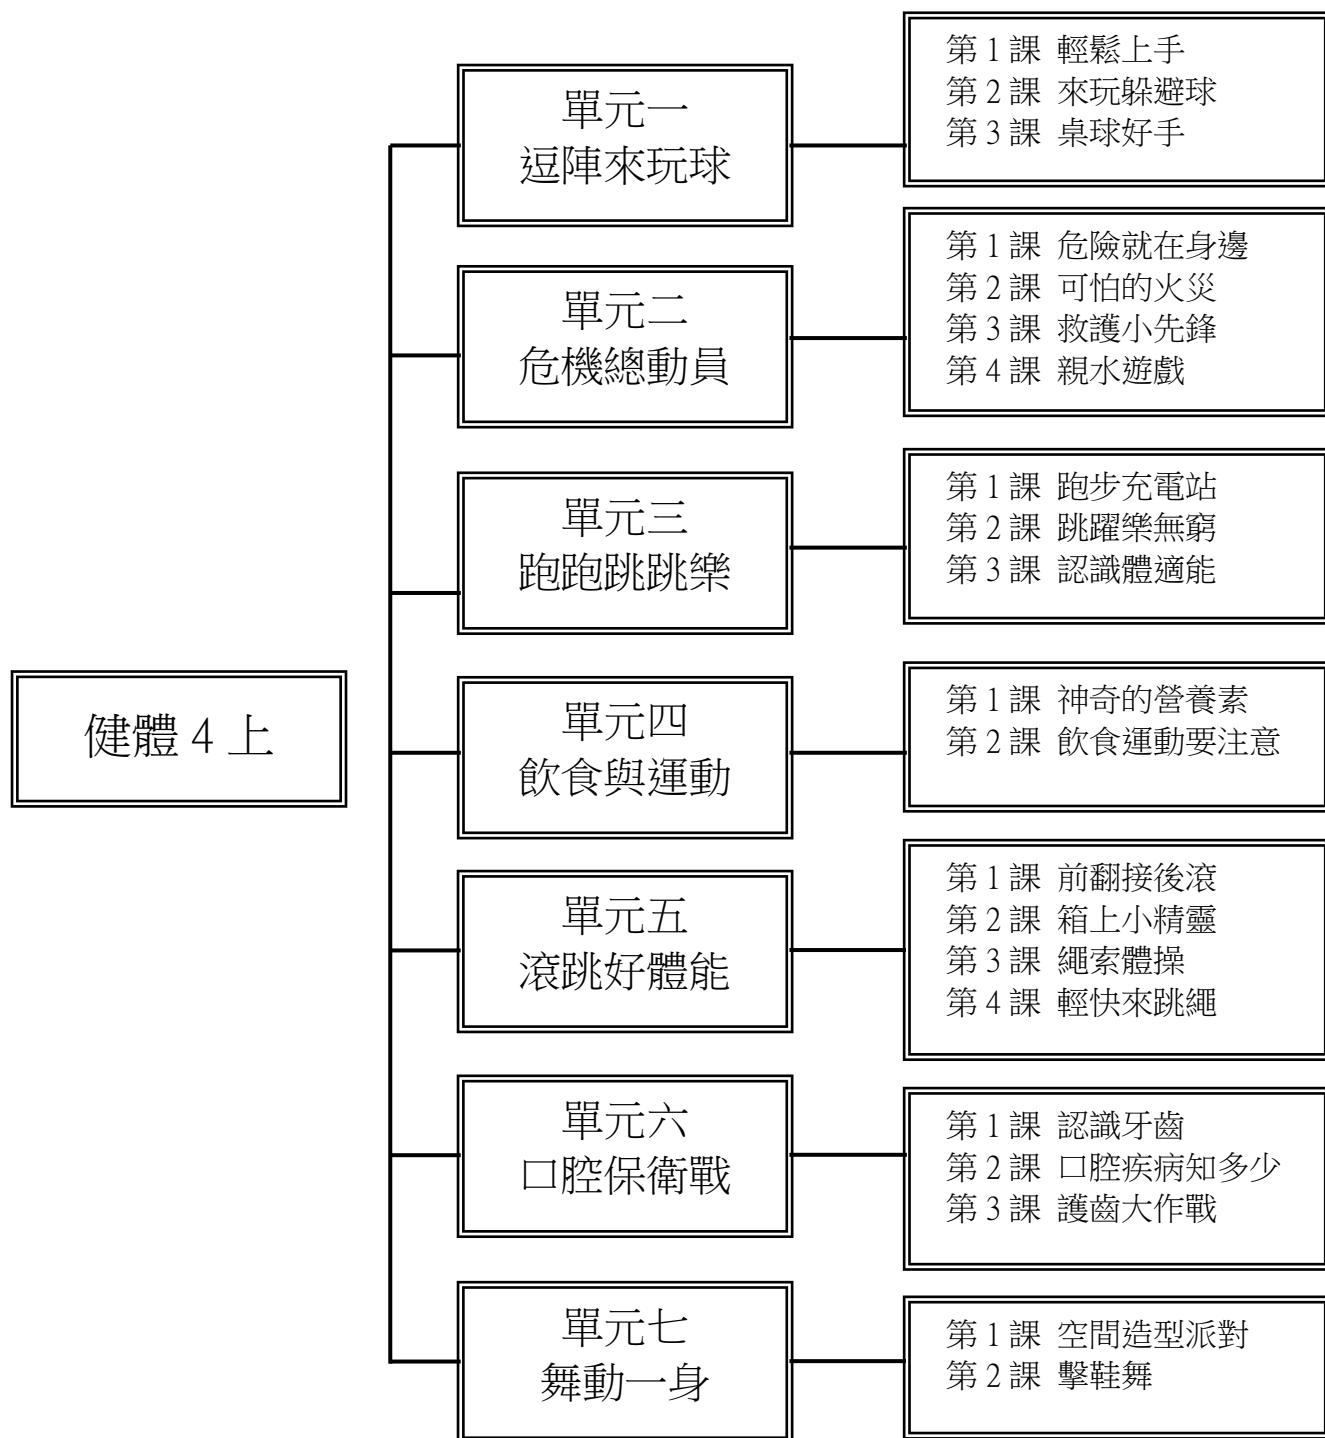 健體 4 上
單元一
逗陣來玩球
第 1 課 輕鬆上手
第 2 課 來玩躲避球
第 3 課 桌球好手
單元二
危機總動員
第 1 課 危險就在身邊
第 2 課 可怕的火災
第 3 課 救護小先鋒
第 4 課 親水遊戲
單元三
跑跑跳跳樂
第 1 課 跑步充電站
第 2 課 跳躍樂無窮
第 3 課 認識體適能
單元四
飲食與運動
第 1 課 神奇的營養素
第 2 課 飲食運動要注意
單元五
滾跳好體能
第 1 課 前翻接後滾
第 2 課 箱上小精靈
第 3 課 繩索體操
第 4 課 輕快來跳繩
單元六
口腔保衛戰
第 1 課 認識牙齒
第 2 課 口腔疾病知多少
第 3 課 護齒大作戰
單元七
舞動一身
第 1 課 空間造型派對
第 2 課 擊鞋舞